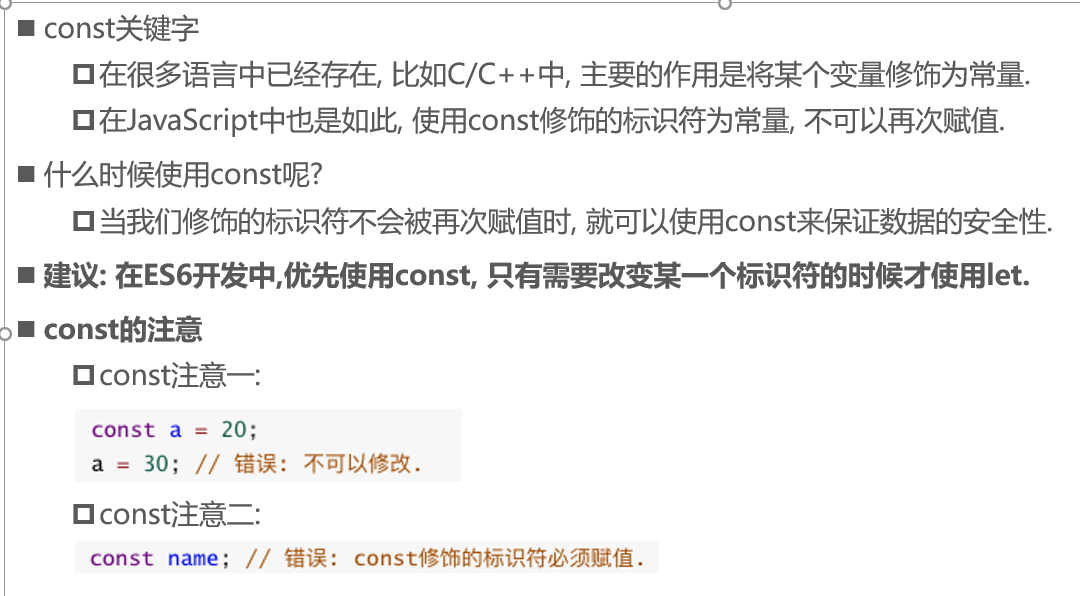 ■ const关键字
□ 在很多语言中已经存在, 比如C/C++中, 主要的作用是将某个变量修饰为常量.
□ 在JavaScript中也是如此, 使用const修饰的标识符为常量, 不可以再次赋值.
■ 什么时候使用const呢?
□ 当我们修饰的标识符不会被再次赋值时, 就可以使用const来保证数据的安全性.
■ 建议: 在ES6开发中,优先使用const, 只有需要改变某一个标识符的时候才使用let.
■ const的注意
□ const注意一:
const a = 20;
a = 30; // 错误: 不可以修改.
□ const注意二:
const name; // 错误: const修饰的标识符必须赋值.